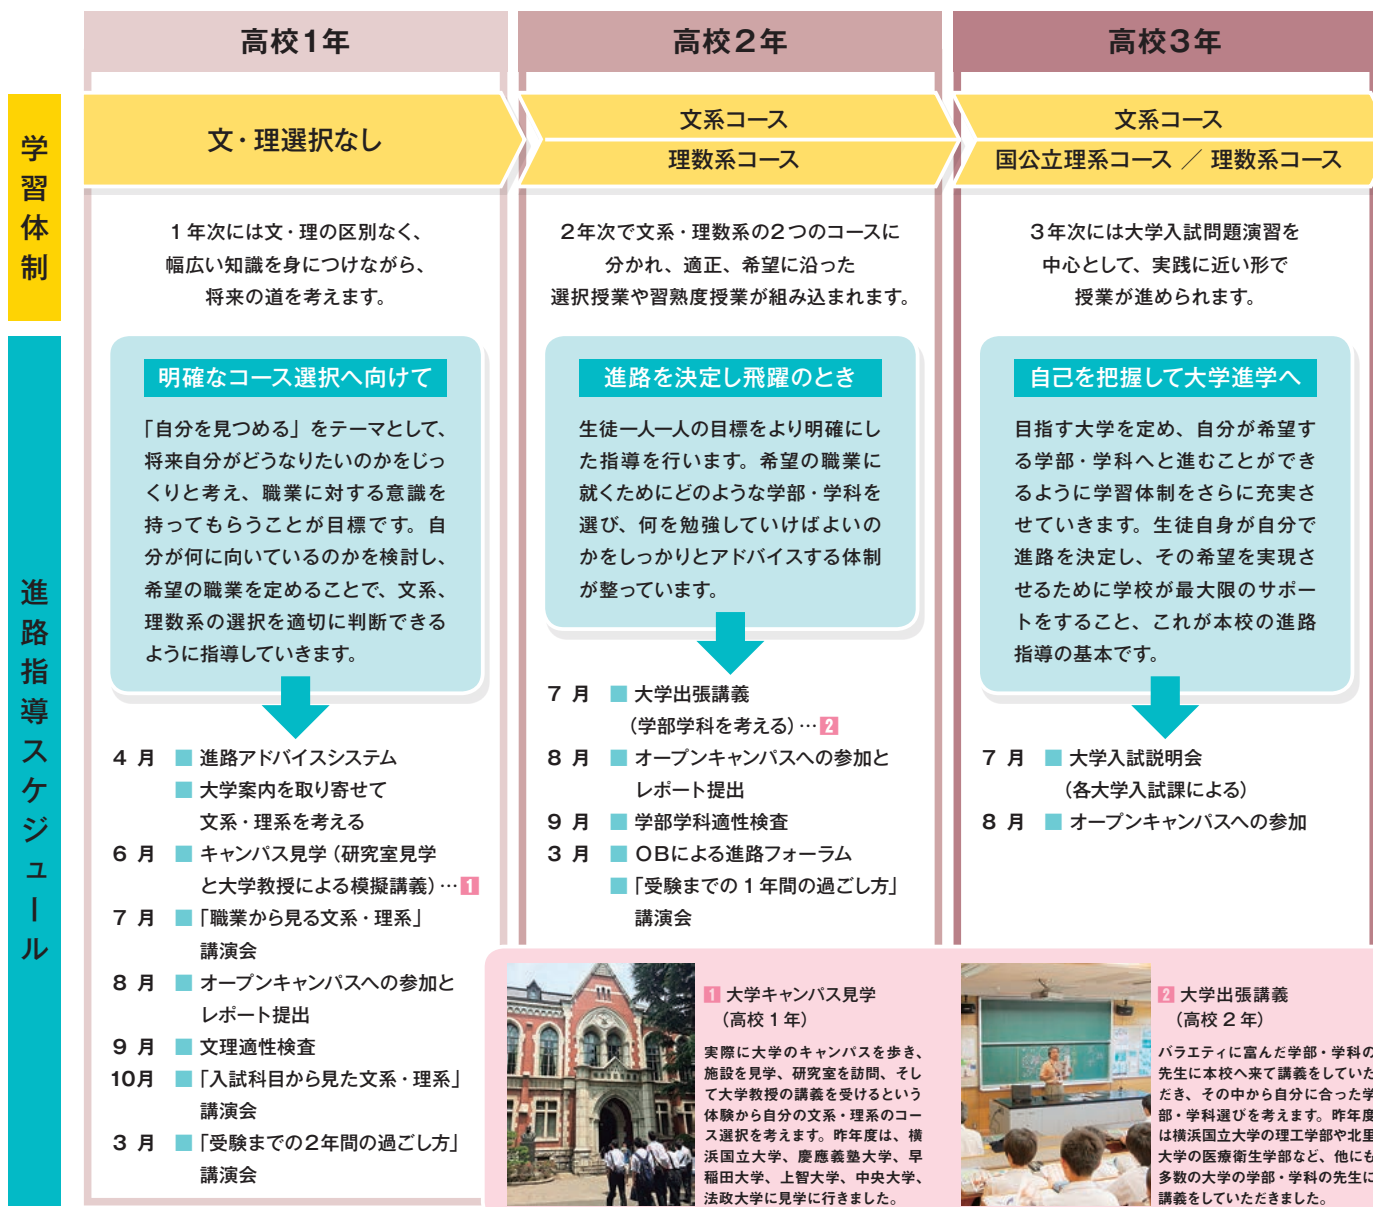 高校1年
高校2年
高校3年
学習体制
文・理選択なし
文系コース
理数系コース
文系コース
国公立理系コース ／ 理数系コース
1年次には文・理の区別なく、
幅広い知識を身につけながら、
将来の道を考えます。
2年次で文系・理数系の2つのコースに
分かれ、適正、希望に沿った
選択授業や習熟度授業が組み込まれます。
3年次には大学入試問題演習を
中心として、実践に近い形で
授業が進められます。
進路指導スケジュール
明確なコース選択へ向けて
「自分を見つめる」をテーマとして、
将来自分がどうなりたいのかをじっ
くりと考え、職業に対する意識を
持ってもらうことが目標です。自
分が何に向いているのかを検討し、
希望の職業を定めることで、文系、
理数系の選択を適切に判断できる
ように指導していきます。
4 月 ■ 進路アドバイスシステム
■ 大学案内を取り寄せて
文系・理系を考える
6 月 ■ キャンパス見学（研究室見学
と大学教授による模擬講義）…1
7 月 ■「職業から見る文系・理系」
講演会
8 月 ■ オープンキャンパスへの参加と
レポート提出
9 月 ■ 文理適性検査
10月 ■「入試科目から見た文系・理系」
講演会
3 月 ■「受験までの2年間の過ごし方」
講演会
進路を決定し飛躍のとき
生徒一人一人の目標をより明確にし
た指導を行います。希望の職業に
就くためにどのような学部・学科を
選び、何を勉強していけばよいの
かをしっかりとアドバイスする体制
が整っています。
7 月 ■ 大学出張講義
（学部学科を考える）…2
8 月 ■ オープンキャンパスへの参加と
レポート提出
9 月 ■ 学部学科適性検査
3 月 ■ OBによる進路フォーラム
■「受験までの1年間の過ごし方」
講演会
自己を把握して大学進学へ
目指す大学を定め、自分が希望す
る学部・学科へと進むことができ
るように学習体制をさらに充実さ
せていきます。生徒自身が自分で
進路を決定し、その希望を実現さ
せるために学校が最大限のサポー
トをすること、これが本校の進路
指導の基本です。
7 月 ■ 大学入試説明会
（各大学入試課による）
8 月 ■ オープンキャンパスへの参加
1 大学キャンパス見学
（高校1年）
実際に大学のキャンパスを歩き、
施設を見学、研究室を訪問、そし
て大学教授の講義を受けるという
体験から自分の文系・理系のコー
ス選択を考えます。昨年度は、横
浜国立大学、慶應義塾大学、早
稲田大学、上智大学、中央大学、
法政大学に見学に行きました。
2 大学出張講義
（高校2年）
バラエティに富んだ学部・学科の
先生に本校へ来て講義をしていた
だき、その中から自分に合った学
部・学科選びを考えます。昨年度
は横浜国立大学の理工学部や北里
大学の医療衛生学部など、他にも
多数の大学の学部・学科の先生に
講義をしていただきました。